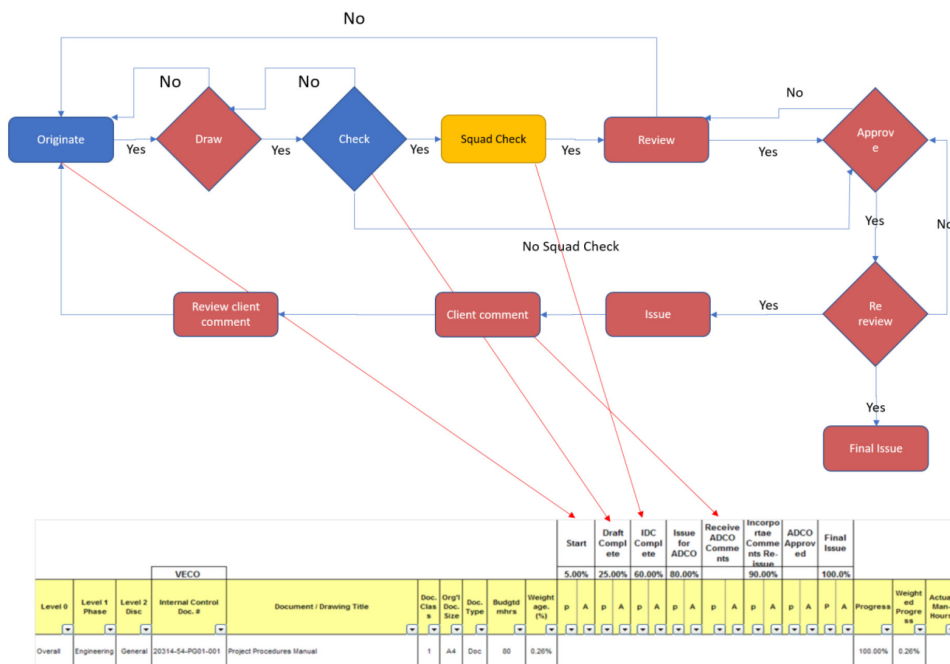 No
No
No
Originate
Yes
Draw
Yes
Check
Yes
Squad Check
Yes
Review
Yes
No
Approv
e
No Squad Check
Yes
No
Review client
comment
Client comment
Issue
Yes
Re
review
Yes
Final Issue
Start
Draft
Compl
ete
IDC
Compl
ete
Issue
for
ADCO
Receive
ADCO
Comme
nts
Incorpo
rtae
Comme
nts Re-
issue
ADCO
Approv
ed
Final
Issue
5.00% 25.00% 60.00% 80.00% 90.00% 100.0%
VECO
Level 0
Level 1
Phase
Level 2
Disc
Internal Control
Doc. #
Document / Drawing Title
Doc.
Clas
s
Org'l
Doc.
Size
Doc.
Type
Budgtd
mhrs
Weight
age.
(%)
p A p A P A p A p A p A p A P A
Progress
Weight
ed
Progre
ss
Actua
Man-
Hours
Overall Engineering General 20314-54-PG01-001 Project Procedures Manual 1 A4 Doc 80 0.26% 100.00% 0.26%